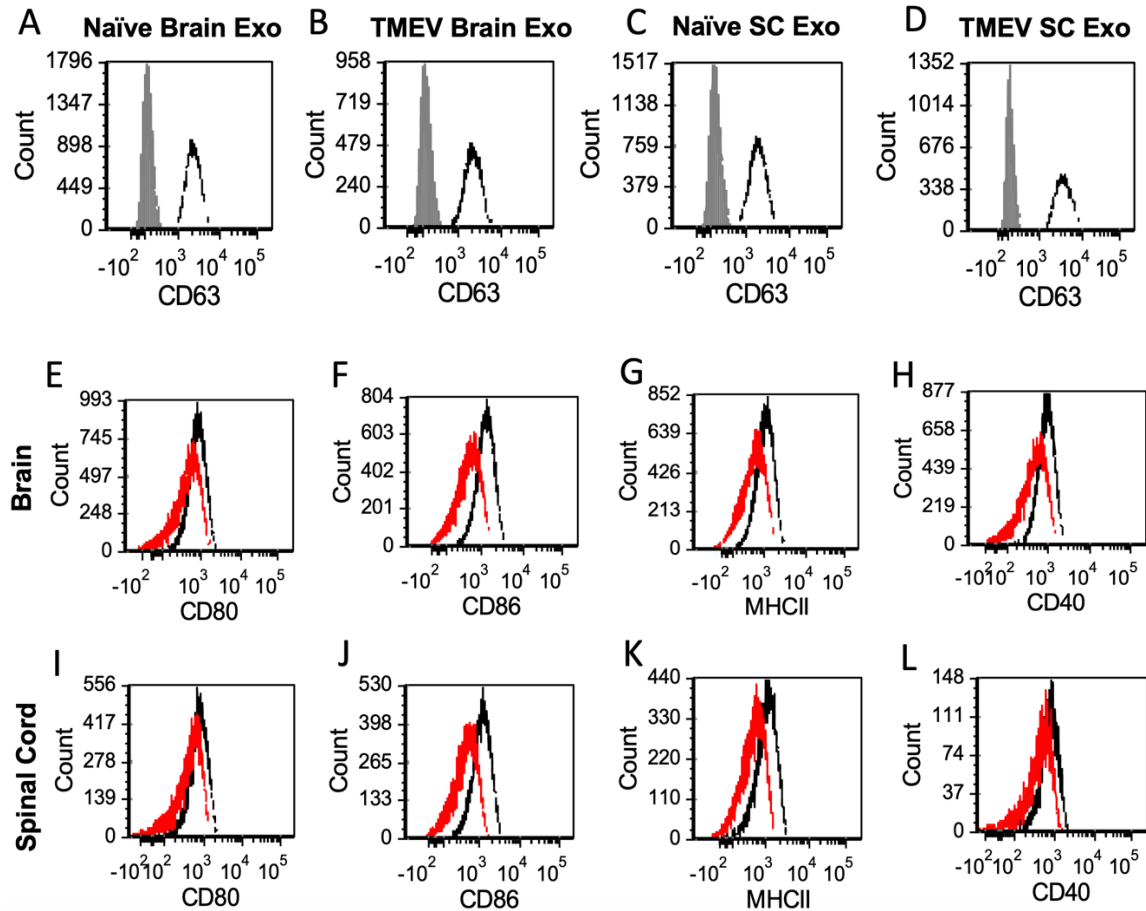 A Naïve Brain Exo B TMEV Brain Exo C Naïve SC Exo D TMEV SC Exo
1796 958 1517 1352
1347 719 1138 1014
Count Count Count Count
898 479 759 676
449 240 379 338
0 0 0 0
-10² 10³ 10⁴ 10⁵ -10² 10³ 10⁴ 10⁵ -10² 10³ 10⁴ 10⁵ -10² 10³ 10⁴ 10⁵
CD63 CD63 CD63 CD63
E F G H
993 804 852 877
745 603 639 658
Brain Count Count Count Count
497 402 426 439
248 201 213 219
0 0 0 0
-10² 10³ 10⁴ 10⁵ -10² 10³ 10⁴ 10⁵ -10² 10³ 10⁴ 10⁵ -10²10² 10³ 10⁴ 10⁵
CD80 CD86 MHCII CD40
I J K L
556 530 440 148
417 398 330 111
Spinal Cord Count Count Count Count
278 265 220 74
139 133 110 37
0 0 0 0
-10²10² 10³ 10⁴ 10⁵ -10² 10³ 10⁴ 10⁵ -10² 10³ 10⁴ 10⁵ -10²10² 10³ 10⁴ 10⁵
CD80 CD86 MHCII CD40